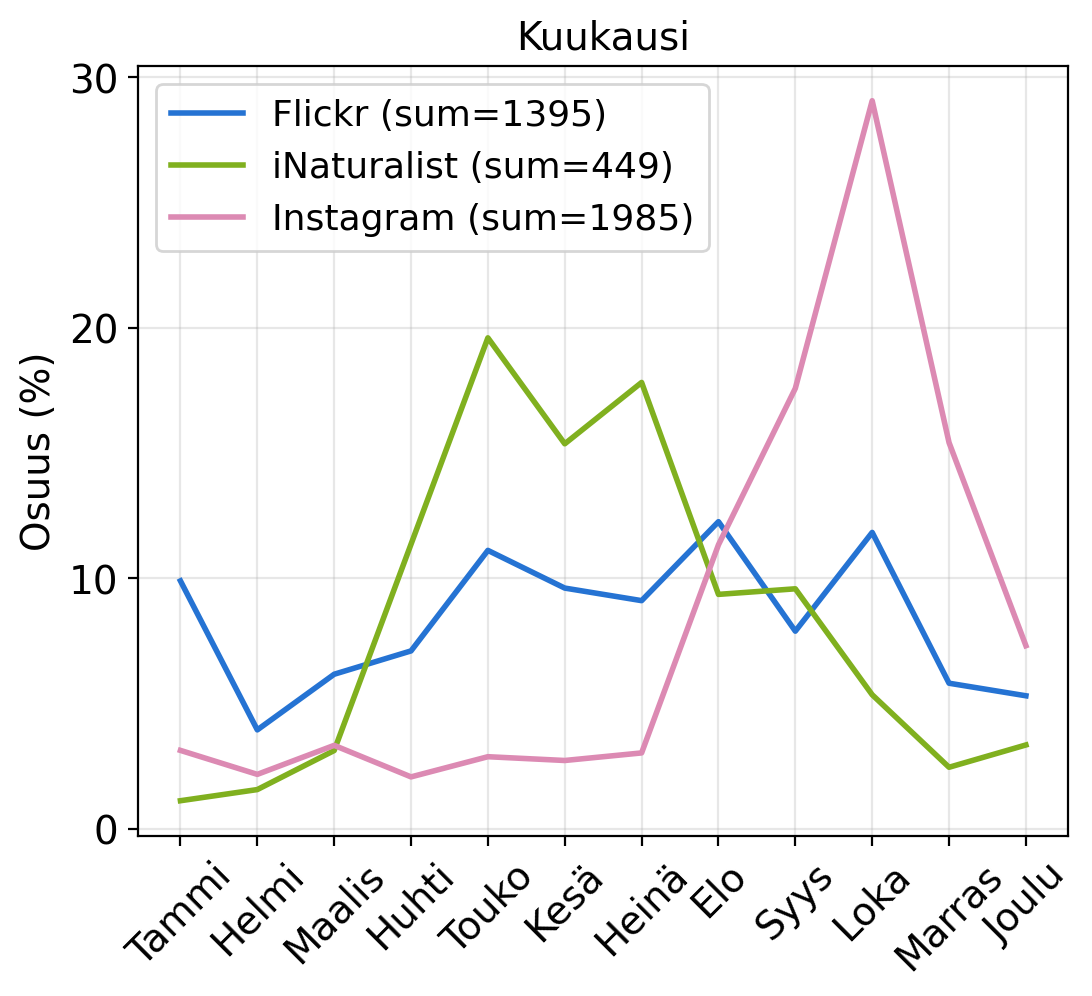 Kuukausi
Flickr (sum=1395)
iNaturalist (sum=449)
Instagram (sum=1985)
Osuus (%)
30
20
10
0
Tammi
Helmi
Maalis
Huhti
Touko
Kesä
Heinä
Elo
Syys
Loka
Marras
Joulu